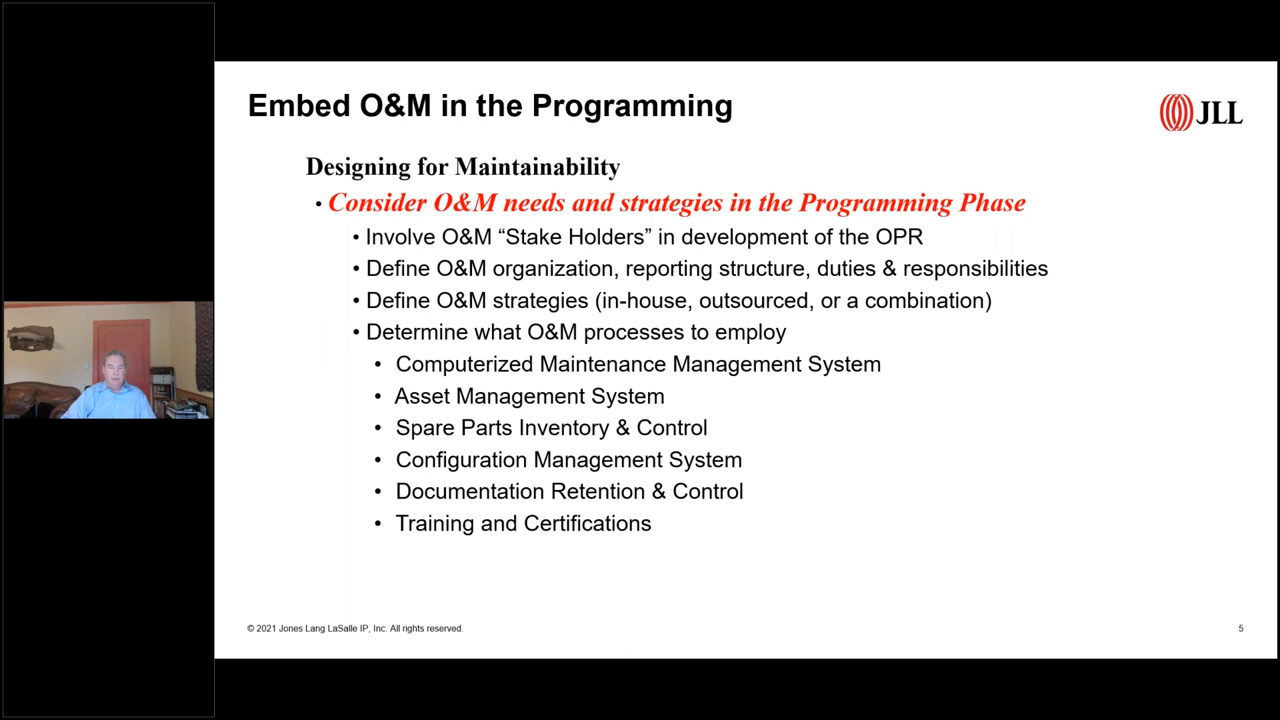 Embed O&M in the Programming
JLL
Designing for Maintainability
• Consider O&M needs and strategies in the Programming Phase
• Involve O&M “Stake Holders” in development of the OPR
• Define O&M organization, reporting structure, duties & responsibilities
• Define O&M strategies (in-house, outsourced, or a combination)
• Determine what O&M processes to employ
• Computerized Maintenance Management System
• Asset Management System
• Spare Parts Inventory & Control
• Configuration Management System
• Documentation Retention & Control
• Training and Certifications
© 2021 Jones Lang LaSalle IP, Inc. All rights reserved.
5